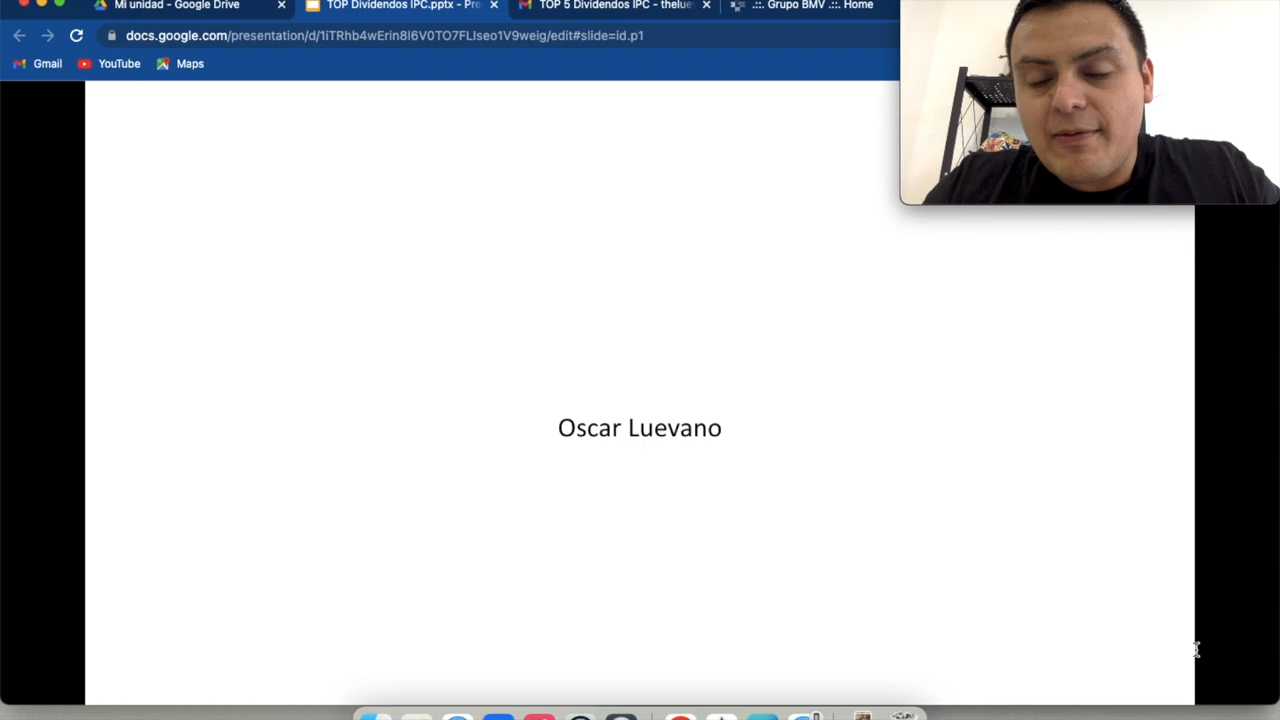 Mi unidad - Google Drive
TOP Dividendos IPC.pptx - Pre
TOP 5 Dividendos IPC - thelue
.::. Grupo BMV .::. Home
docs.google.com/presentation/d/1iTRhb4wErin8I6V0TO7FLIseo1V9weig/edit#slide=id.p1
Gmail
YouTube
Maps
Oscar Luevano